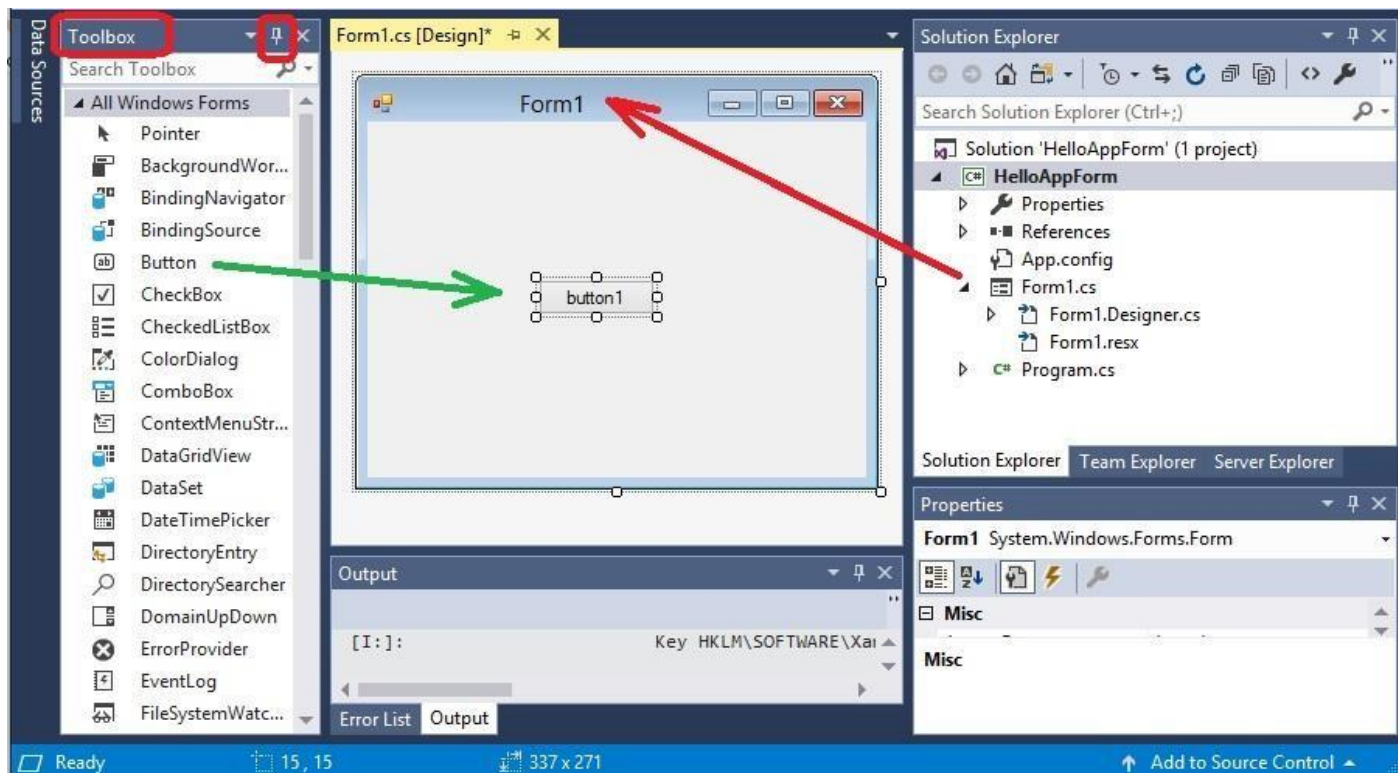 Data Sources
Toolbox
Search Toolbox
All Windows Forms
Pointer
BackgroundWor...
BindingNavigator
BindingSource
Button
CheckBox
CheckedListBox
ColorDialog
ComboBox
ContextMenuStr...
DataGridView
DataSet
DateTimePicker
DirectoryEntry
DirectorySearcher
DomainUpDown
ErrorProvider
EventLog
FileSystemWatc...
Form1.cs [Design]*
Form1
button1
Output
[I:]: Key HKLM\SOFTWARE\Xar
Error List Output
Solution Explorer
Search Solution Explorer (Ctrl+;)
Solution 'HelloAppForm' (1 project)
C# HelloAppForm
Properties
References
App.config
Form1.cs
Form1.Designer.cs
Form1.resx
C# Program.cs
Solution Explorer Team Explorer Server Explorer
Properties
Form1 System.Windows.Forms.Form
Misc
Misc
Ready 15, 15 337 x 271 Add to Source Control